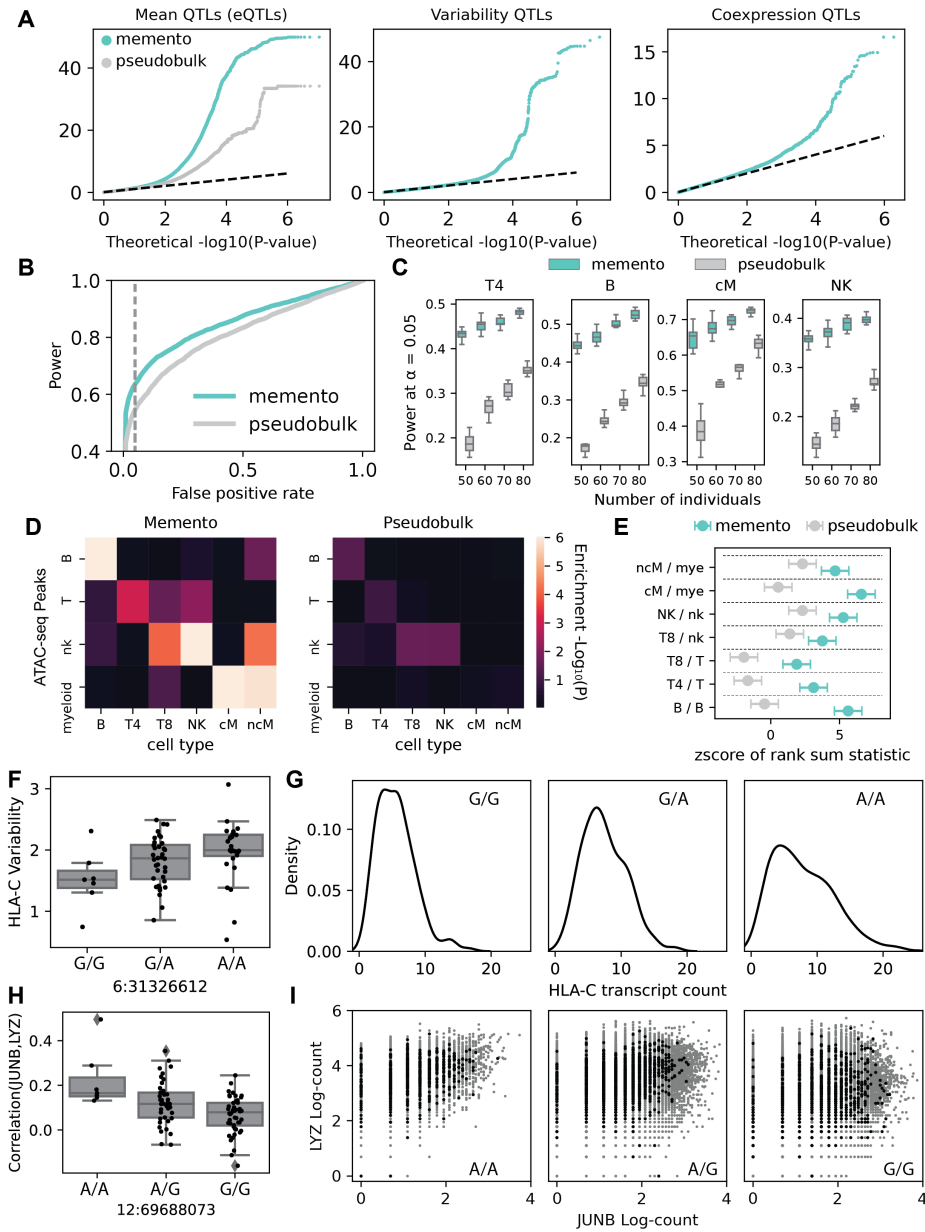 A
Mean QTLs (eQTLs)
Variability QTLs
Coexpression QTLs
memento
pseudobulk
50
25
0
0 2 4 6
Theoretical -log10(P-value)
40
20
0
0 2 4 6
Theoretical -log10(P-value)
15
10
5
0
0 2 4 6
Theoretical -log10(P-value)
B
Power
1.0
0.8
0.6
0.4
memento
pseudobulk
0.0 0.5 1.0
False positive rate
C
memento
pseudobulk
T4
B
cM
NK
Power at α = 0.05
0.5
0.4
0.3
0.2
50 60 70 80
0.5
0.4
0.3
0.2
50 60 70 80
0.7
0.6
0.5
0.4
0.3
50 60 70 80
0.4
0.3
0.2
50 60 70 80
Number of individuals
D
Memento
Pseudobulk
ATAC-seq Peaks
B
T
nk
myeloid
B T4 T8 NK cM ncM
cell type
B
T
nk
myeloid
B T4 T8 NK cM ncM
cell type
6
5
4
3
2
1
Enrichment -Log₁₀(P)
E
memento
pseudobulk
ncM / mye
cM / mye
NK / nk
T8 / nk
T8 / T
T4 / T
B / B
0 5
zscore of rank sum statistic
F
HLA-C Variability
3
2
1
G/G G/A A/A
6:31326612
G
Density
0.10
0.05
0.00
G/G
G/A
A/A
0 10 20
0 10 20
0 10 20
HLA-C transcript count
H
Correlation(JUNB,LYZ)
0.4
0.2
0.0
A/A A/G G/G
12:69688073
I
LYZ Log-count
6
4
2
0
A/A
A/G
G/G
0 2 4
0 2 4
0 2 4
JUNB Log-count